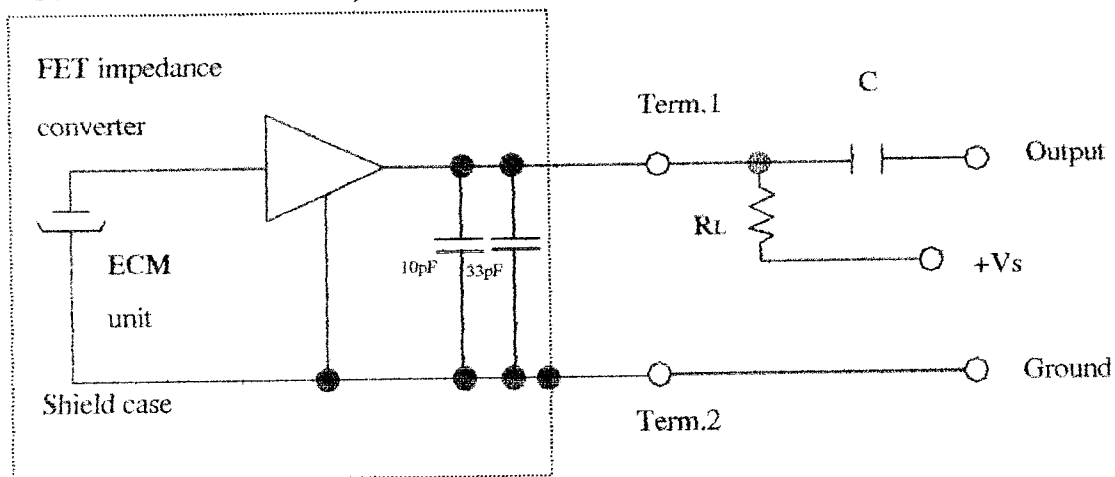 FET impedance
converter
C
Term.1
Output
RL
+Vs
10pF
33pF
ECM
unit
Shield case
Term.2
Ground